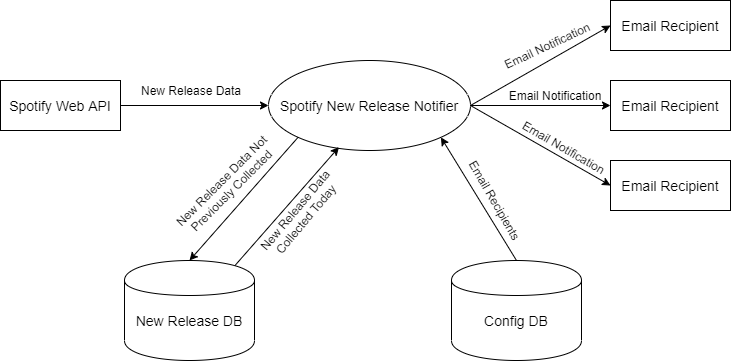 Email Recipient
Email Notification
New Release Data
Spotify Web API
Spotify New Release Notifier
Email Notification
Email Recipient
Email Notification
Email Recipient
New Release Data Not
Previously Collected
New Release Data
Collected Today
Email Recipients
New Release DB
Config DB